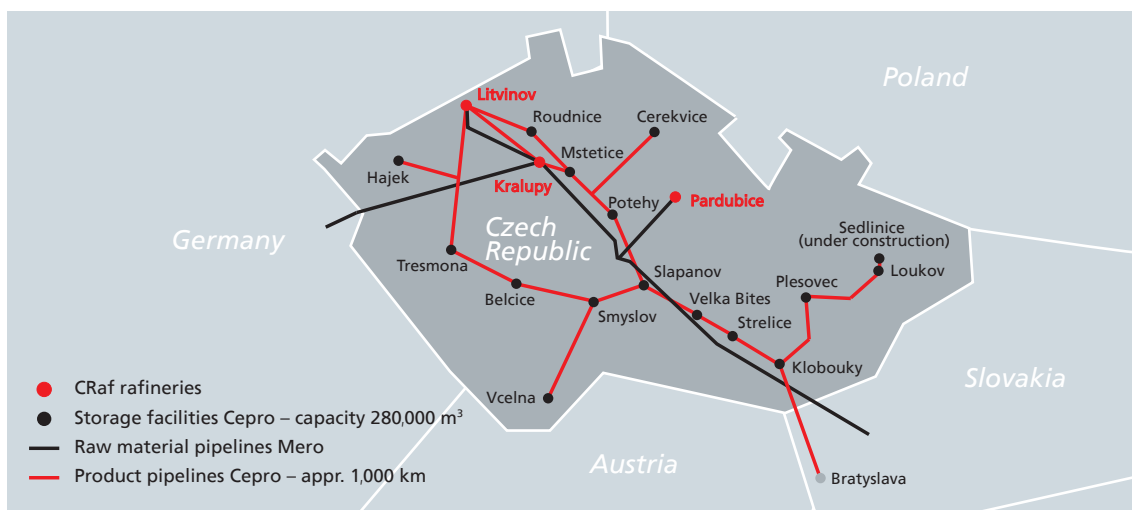 Poland
Litvinov
Roudnice
Cerekvice
Mstetice
Hajek
Kralupy
Pardubice
Potehy
Germany
Czech
Republic
Sedlinice
(under construction)
Tresmona
Slapanov
Loukov
Plesovec
Belcice
Velka Bites
Smyslov
Strelice
Klobouky
Slovakia
Vcelna
CRaf rafineries
Storage facilities Cepro – capacity 280,000 m³
Raw material pipelines Mero
Product pipelines Cepro – appr. 1,000 km
Austria
Bratyslava